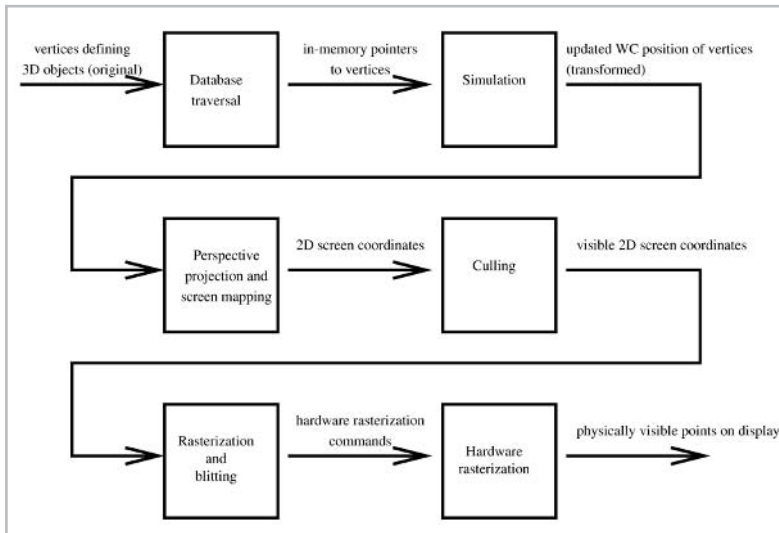 vertices defining
3D objects (original)
Database
traversal
in-memory pointers
to vertices
Simulation
updated WC position of vertices
(transformed)
Perspective
projection and
screen mapping
2D screen coordinates
Culling
visible 2D screen coordinates
Rasterization
and
blitting
hardware rasterization
commands
Hardware
rasterization
physically visible points on display